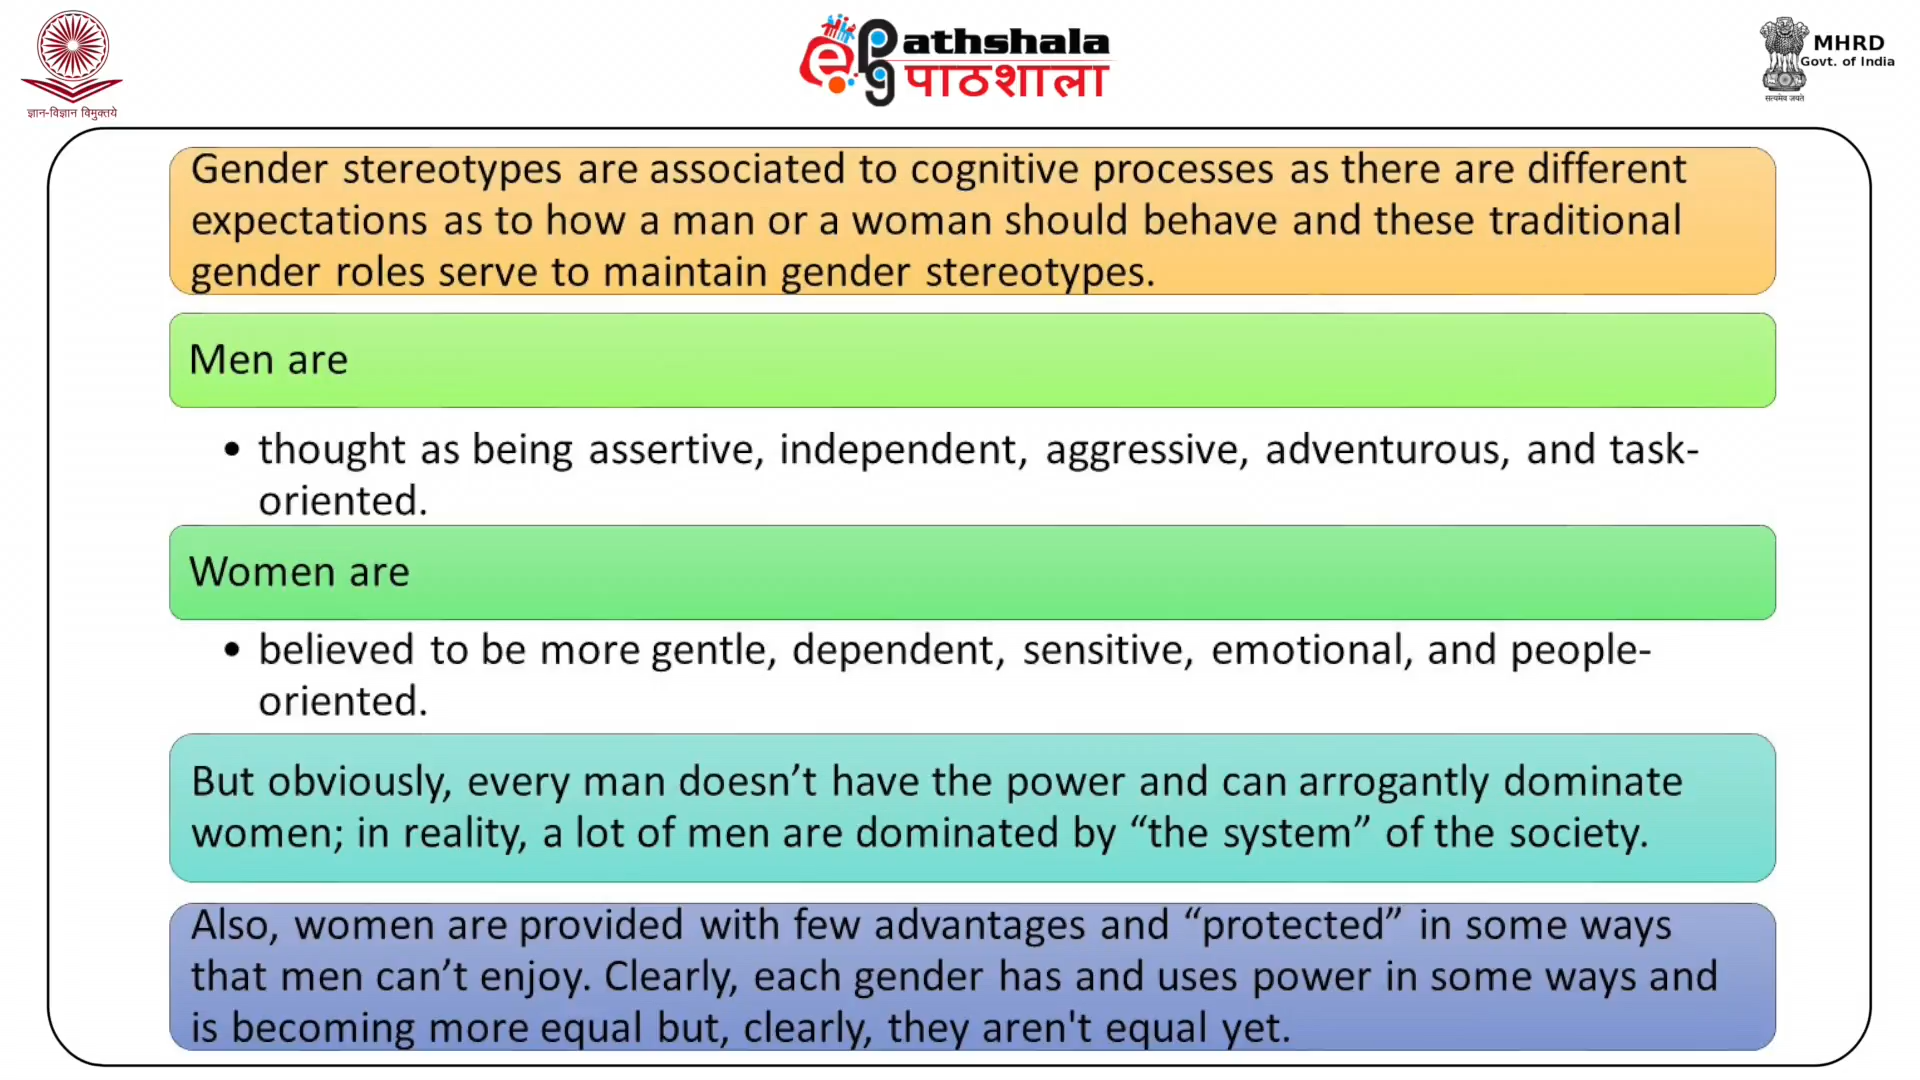 ज्ञान-विज्ञान विमुक्तये
ePG Pathshala
पाठशाला
MHRD
Govt. of India
सत्यमेव जयते
Gender stereotypes are associated to cognitive processes as there are different
expectations as to how a man or a woman should behave and these traditional
gender roles serve to maintain gender stereotypes.
Men are
• thought as being assertive, independent, aggressive, adventurous, and task-
oriented.
Women are
• believed to be more gentle, dependent, sensitive, emotional, and people-
oriented.
But obviously, every man doesn’t have the power and can arrogantly dominate
women; in reality, a lot of men are dominated by “the system” of the society.
Also, women are provided with few advantages and “protected” in some ways
that men can’t enjoy. Clearly, each gender has and uses power in some ways and
is becoming more equal but, clearly, they aren't equal yet.